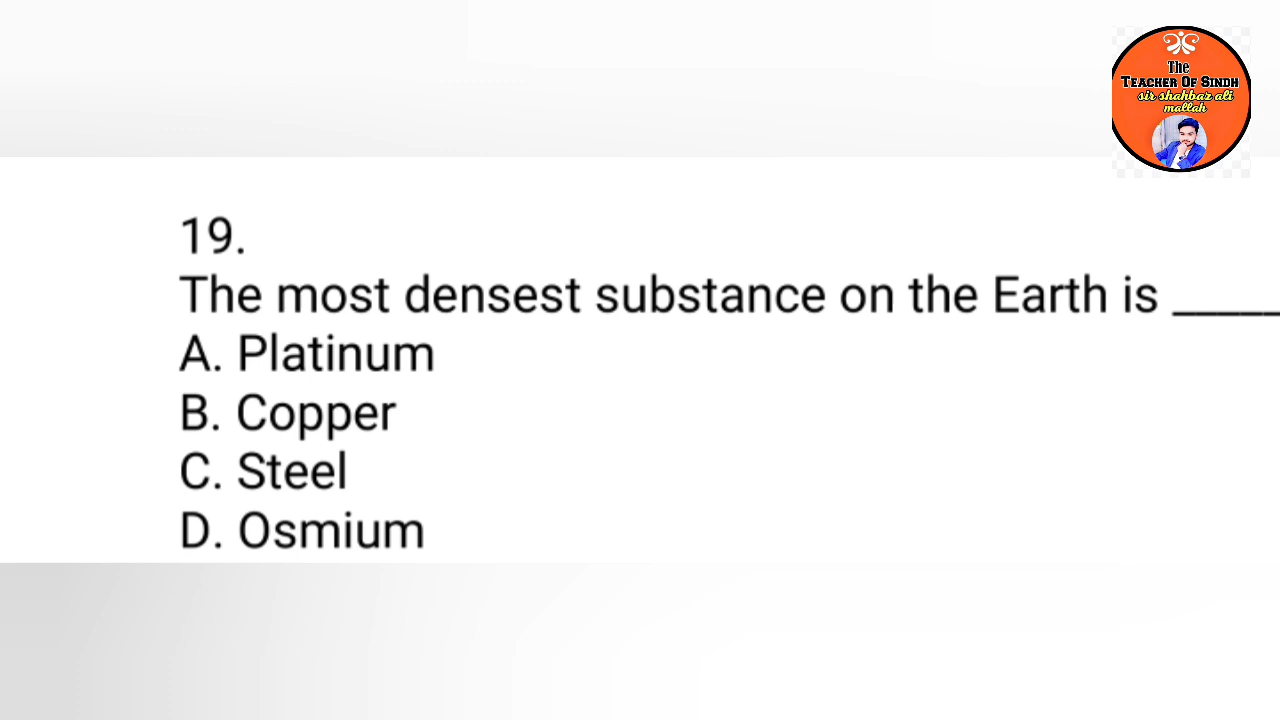 The
TEACHER OF SINDH
sir shahbaz ali
mallah
19.
The most densest substance on the Earth is _____
A. Platinum
B. Copper
C. Steel
D. Osmium